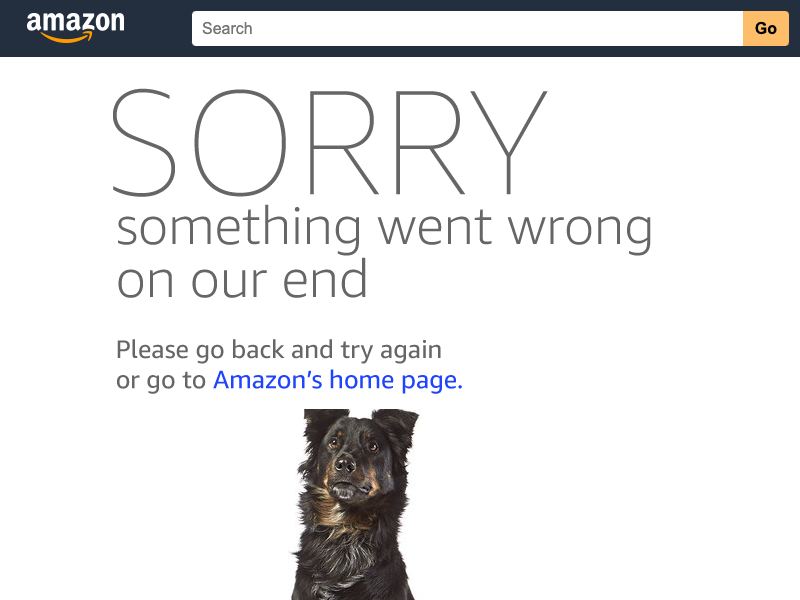 amazon
Search
Go
SORRY
something went wrong
on our end
Please go back and try again
or go to Amazon's home page.